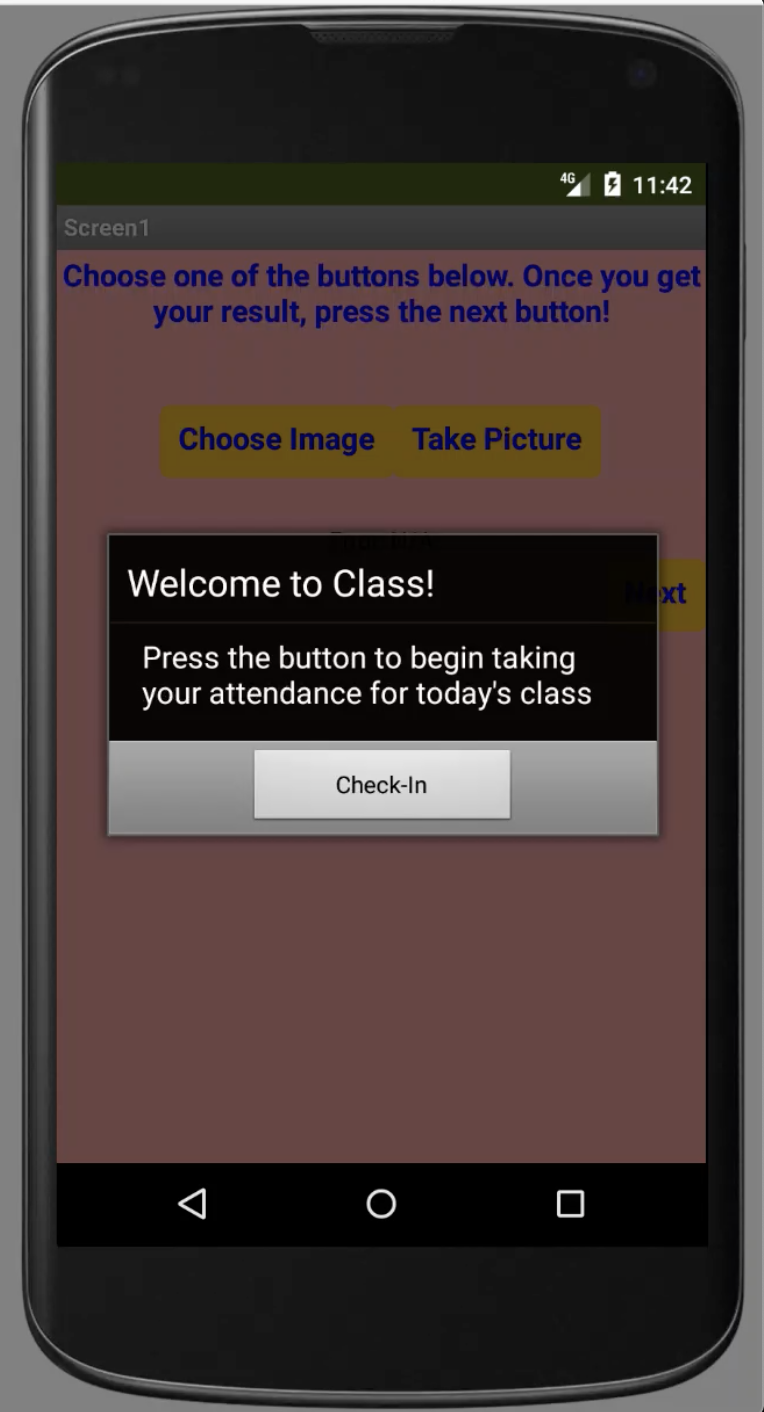 4G 11:42
Screen1
Choose one of the buttons below. Once you get
your result, press the next button!
Choose Image Take Picture
Welcome to Class!
Press the button to begin taking
your attendance for today's class
Check-In